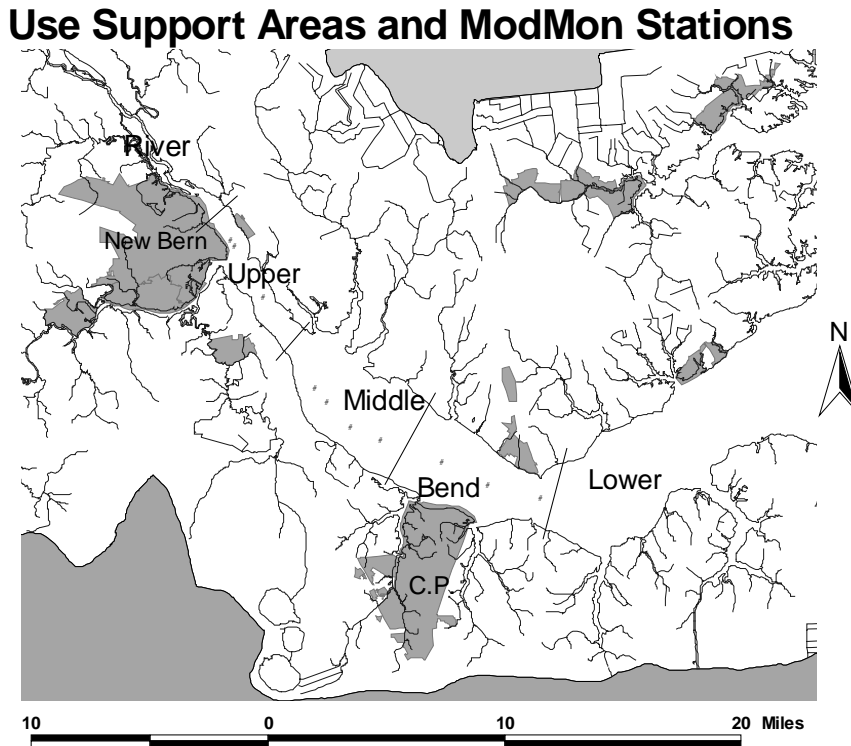 Use Support Areas and ModMon Stations
River
New Bern
Upper
N
Middle
Bend
Lower
C.P.
10 0 10 20 Miles